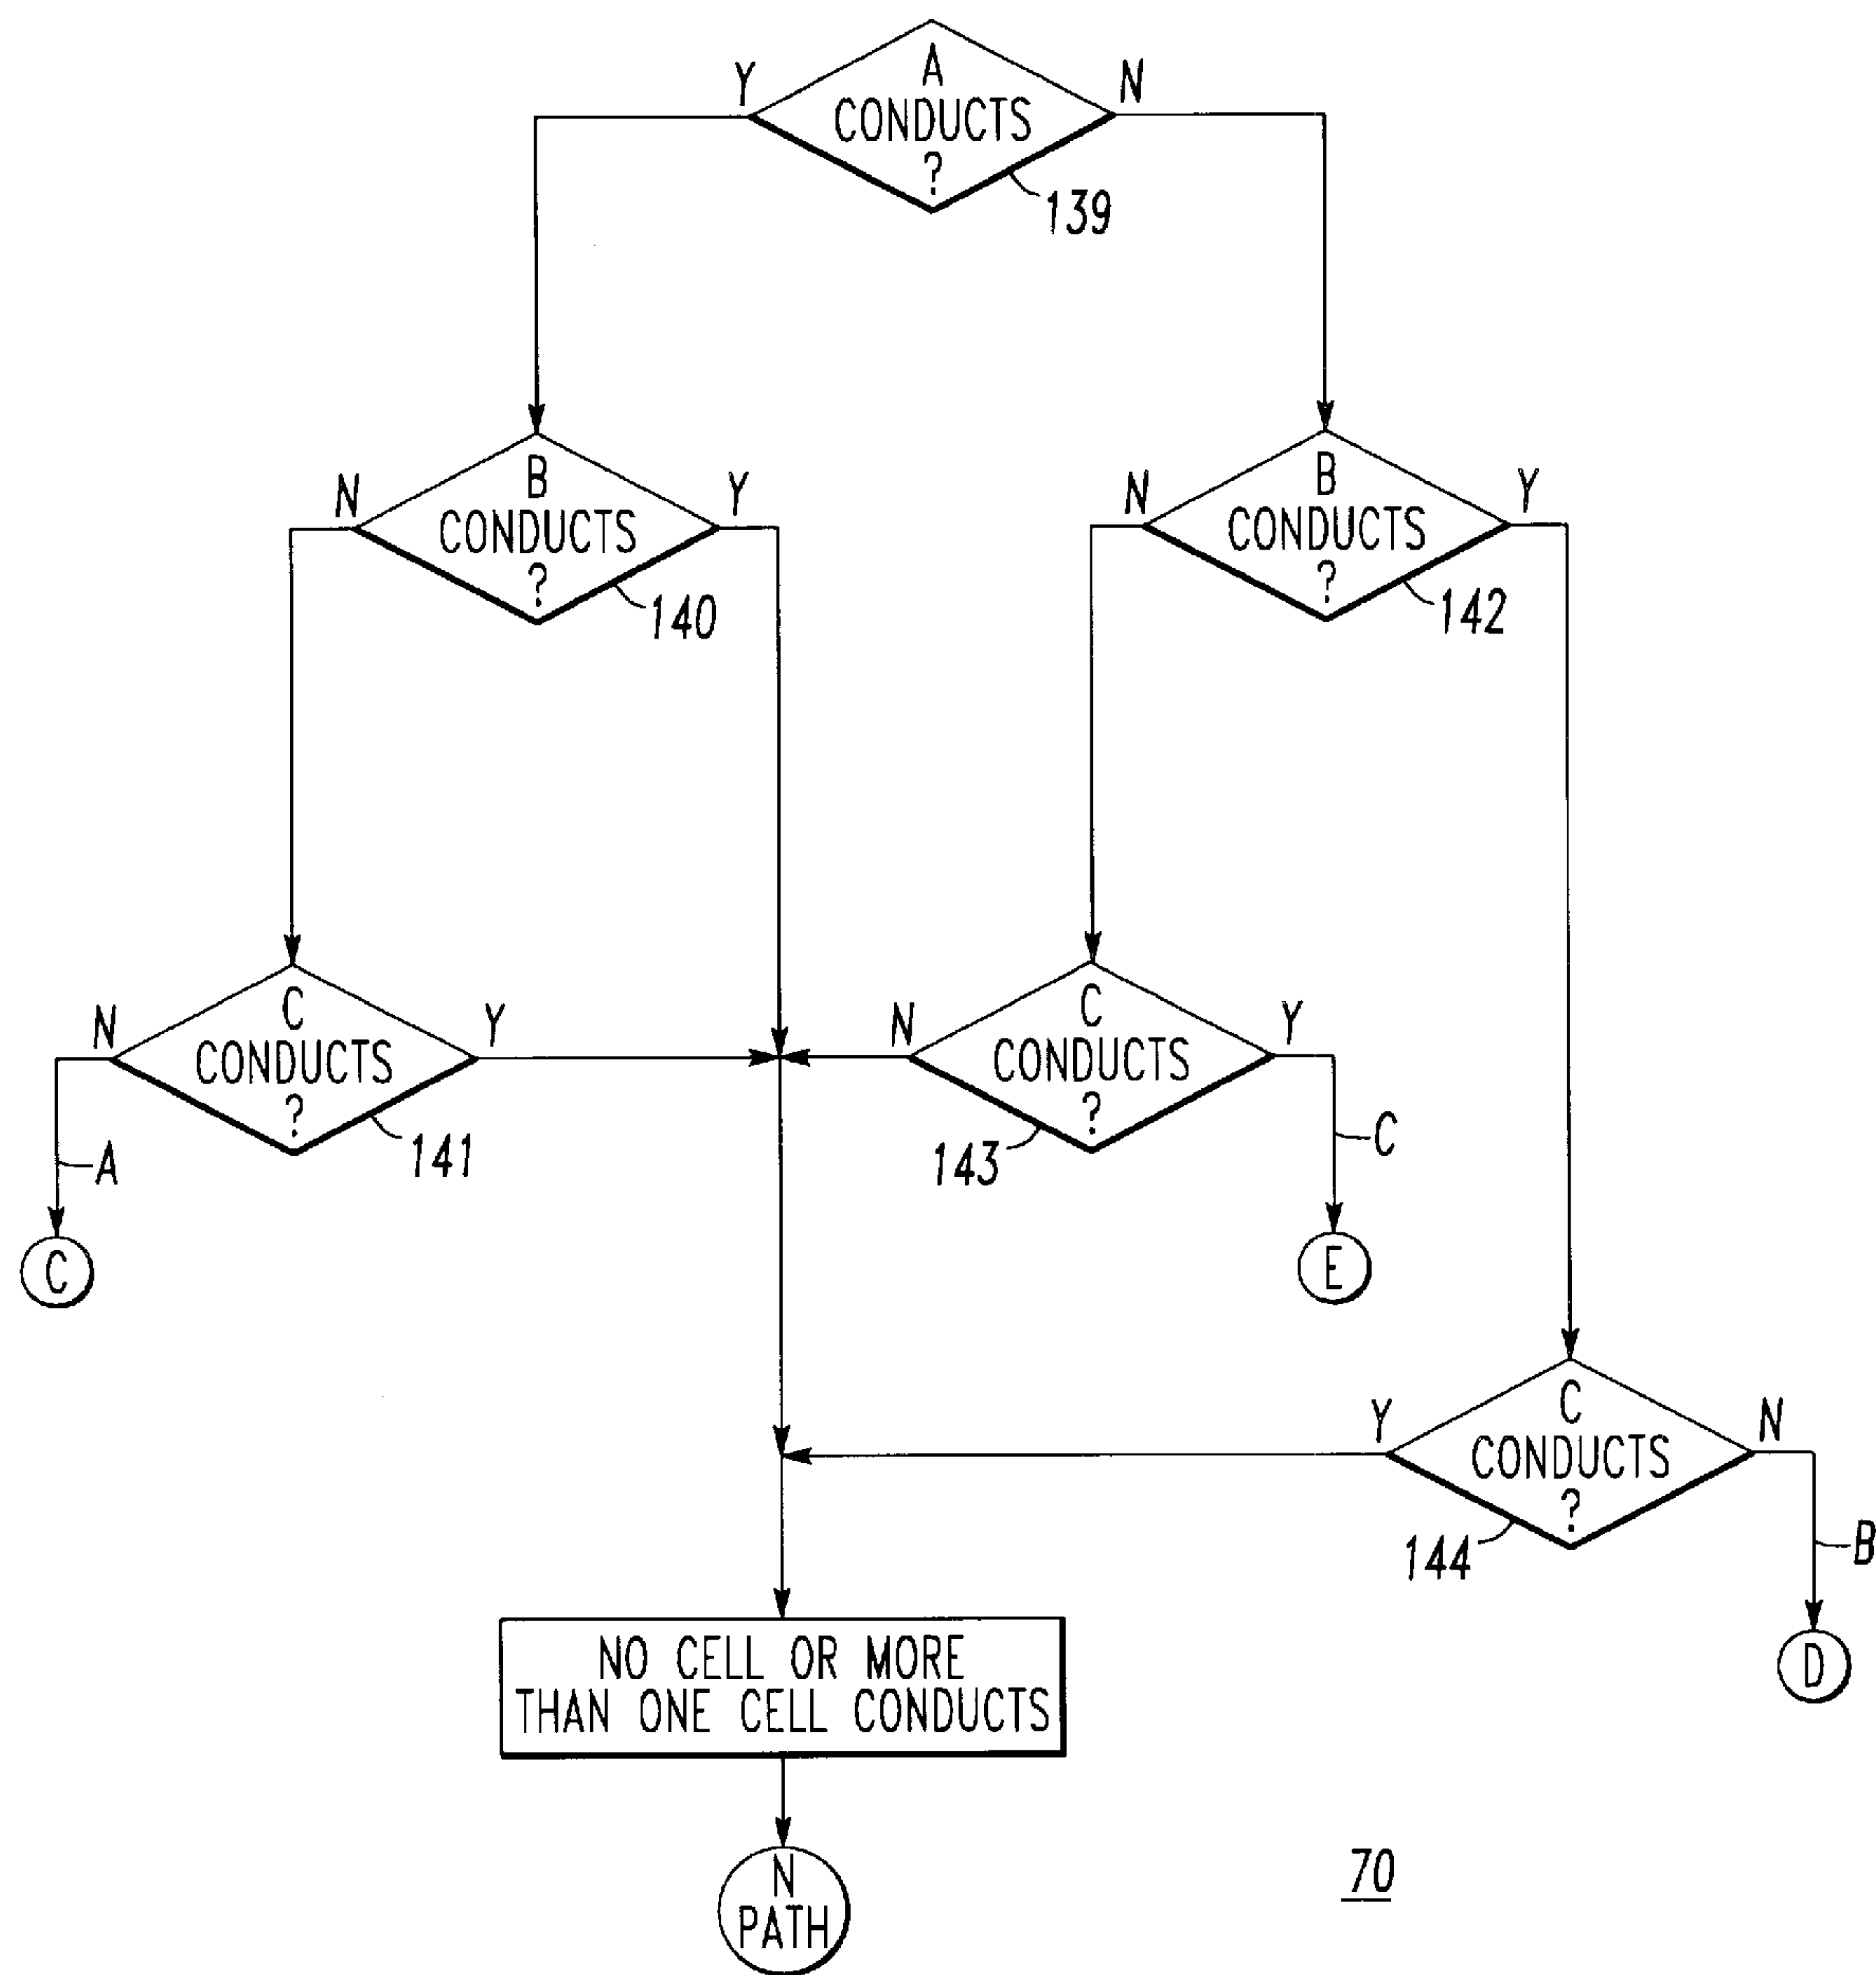 A
CONDUCTS
?
Y
N
139
B
CONDUCTS
?
N
Y
140
B
CONDUCTS
?
N
Y
142
C
CONDUCTS
?
N
Y
141
A
C
C
CONDUCTS
?
N
Y
143
C
E
C
CONDUCTS
?
Y
N
144
B
D
NO CELL OR MORE
THAN ONE CELL CONDUCTS
N
PATH
70